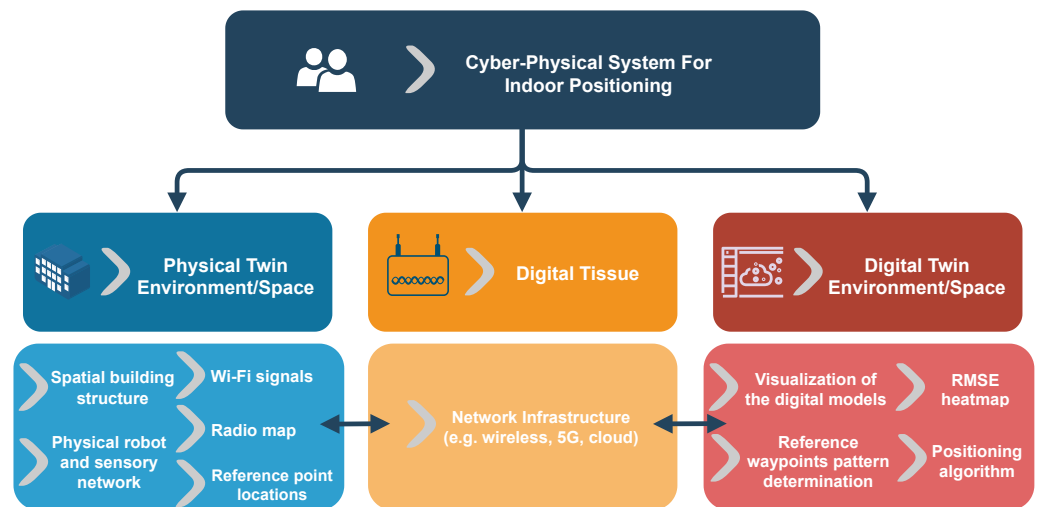 Cyber-Physical System For
Indoor Positioning
Physical Twin
Environment/Space
Digital Tissue
Digital Twin
Environment/Space
Spatial building
structure
Wi-Fi signals
Physical robot
and sensory
network
Radio map
Reference point
locations
Network Infrastructure
(e.g. wireless, 5G, cloud)
Visualization of
the digital models
RMSE
heatmap
Reference
waypoints pattern
determination
Positioning
algorithm